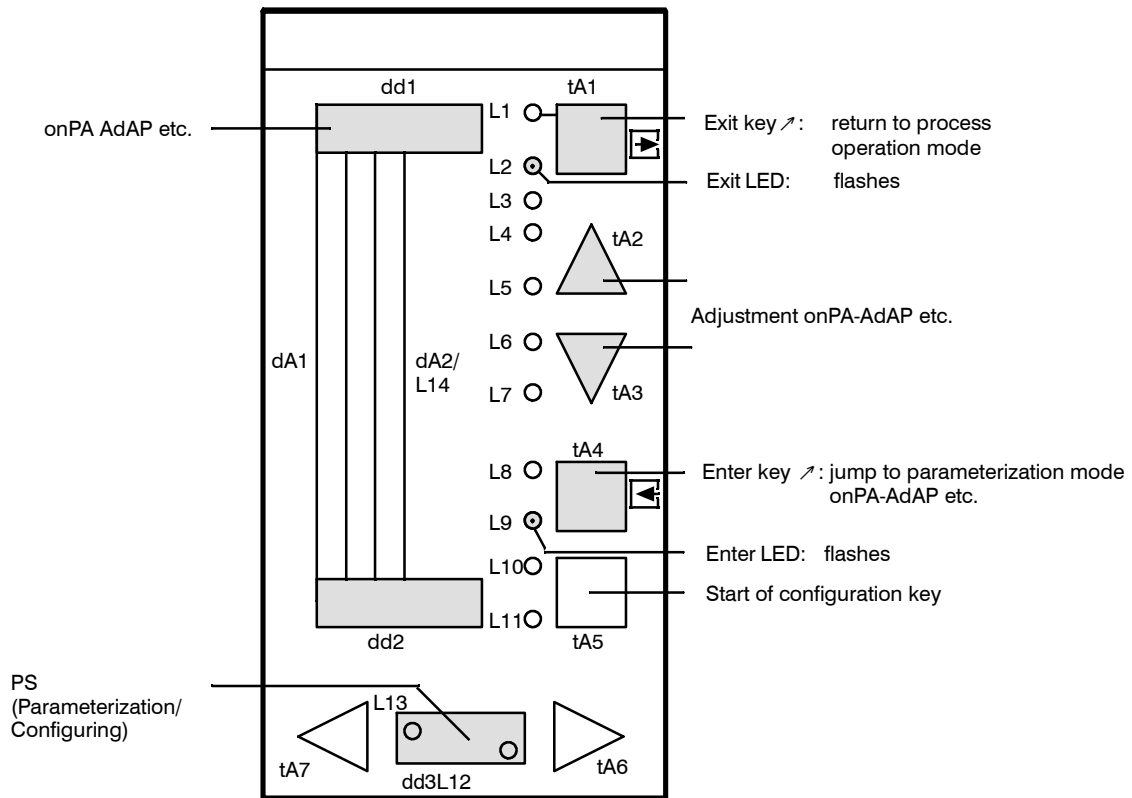 dd1
tA1
onPA AdAP etc.
L1
Exit key ↗: return to process
operation mode
L2
Exit LED: flashes
L3
L4
tA2
L5
Adjustment onPA-AdAP etc.
L6
dA1
dA2/
L14
L7
tA3
tA4
L8
Enter key ↗: jump to parameterization mode
onPA-AdAP etc.
L9
Enter LED: flashes
L10
Start of configuration key
L11
dd2
tA5
PS
(Parameterization/
Configuring)
L13
tA7
tA6
dd3L12